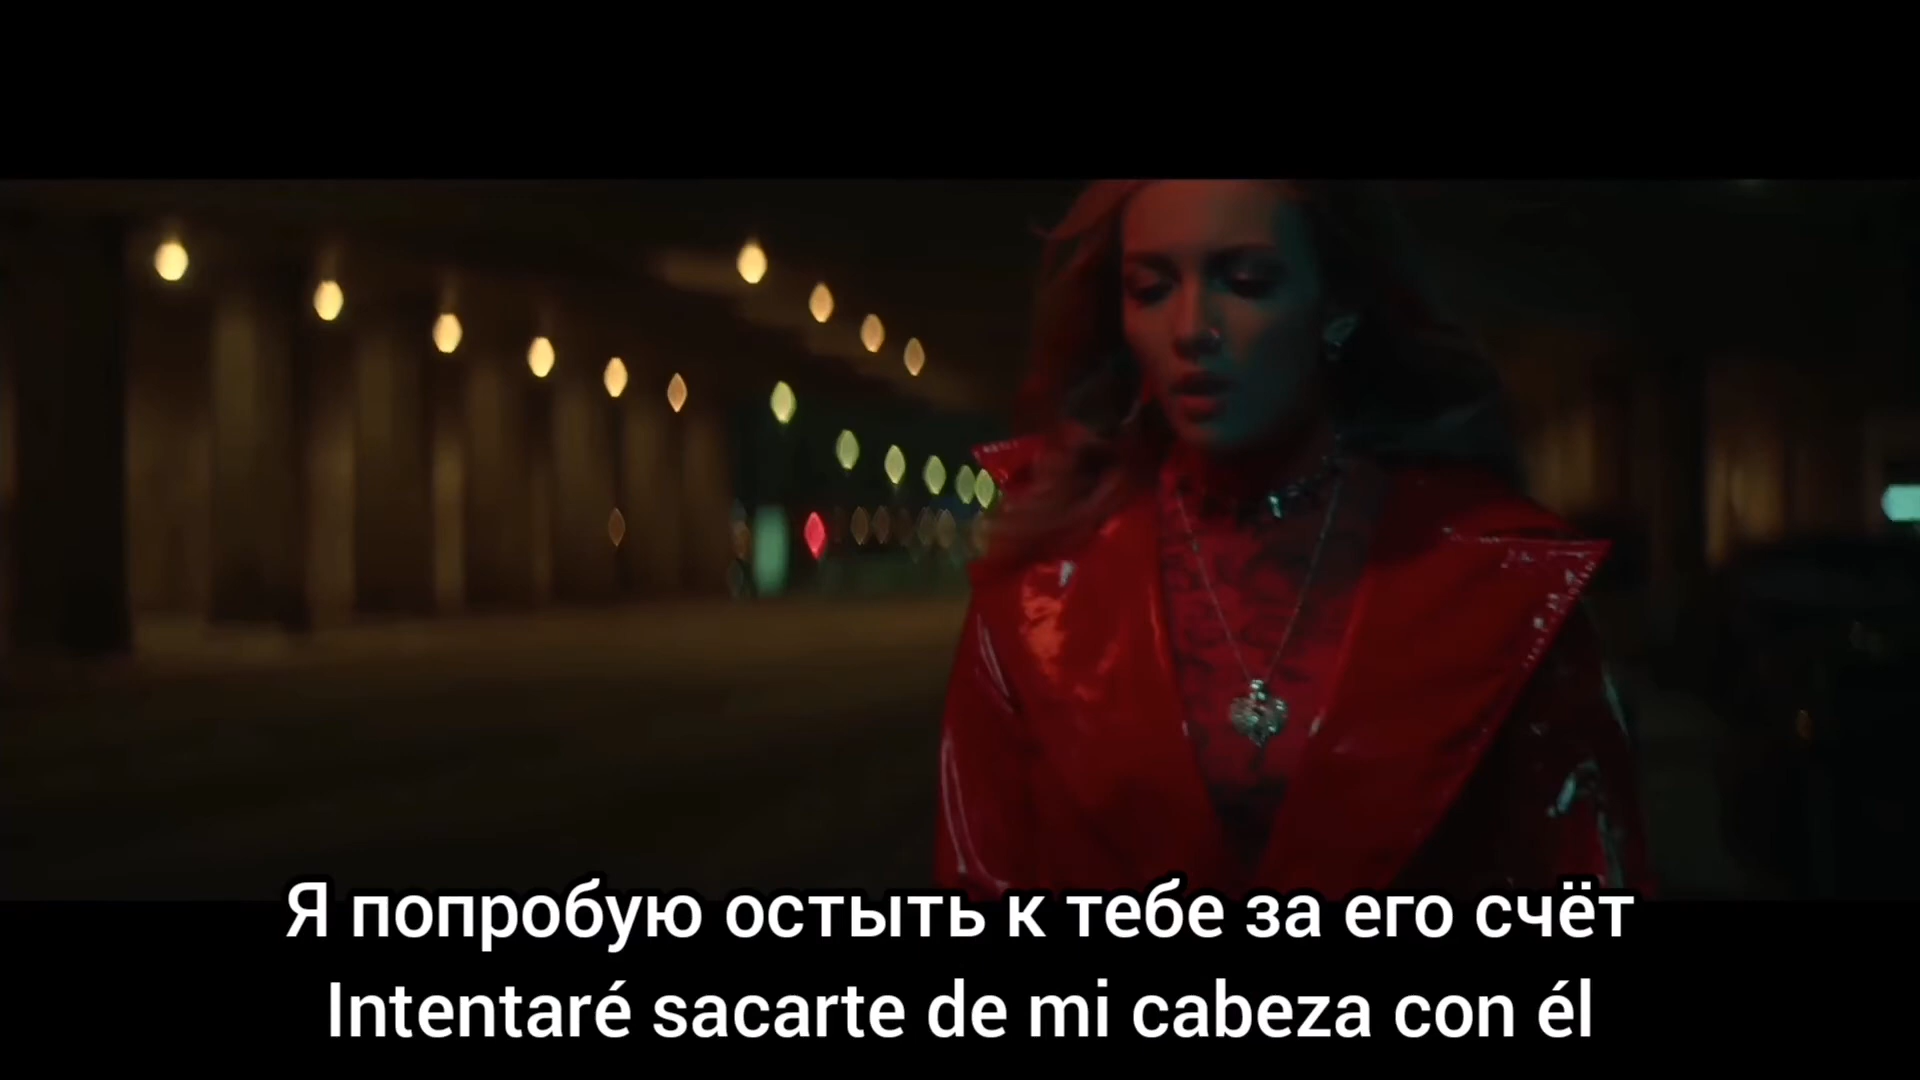 Я попробую остыть к тебе за его счёт
Intentaré sacarte de mi cabeza con él